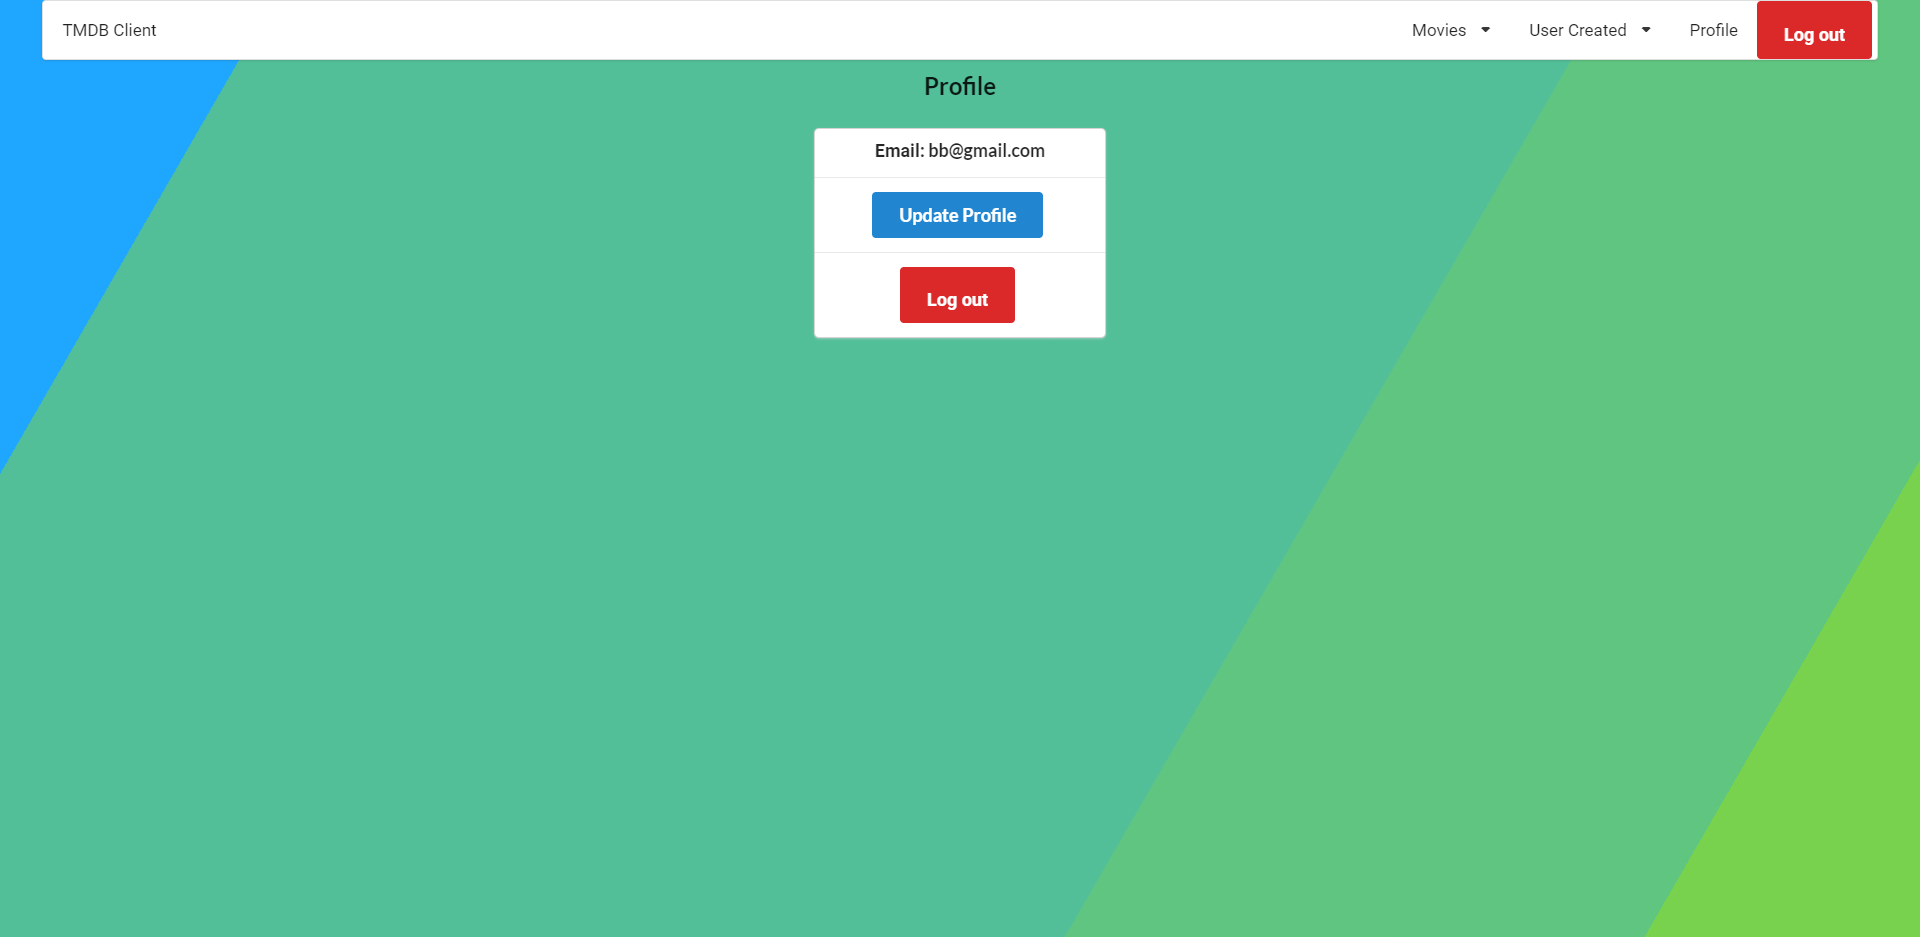 TMDB Client Movies User Created Profile Log out
Profile
Email: bb@gmail.com
Update Profile
Log out